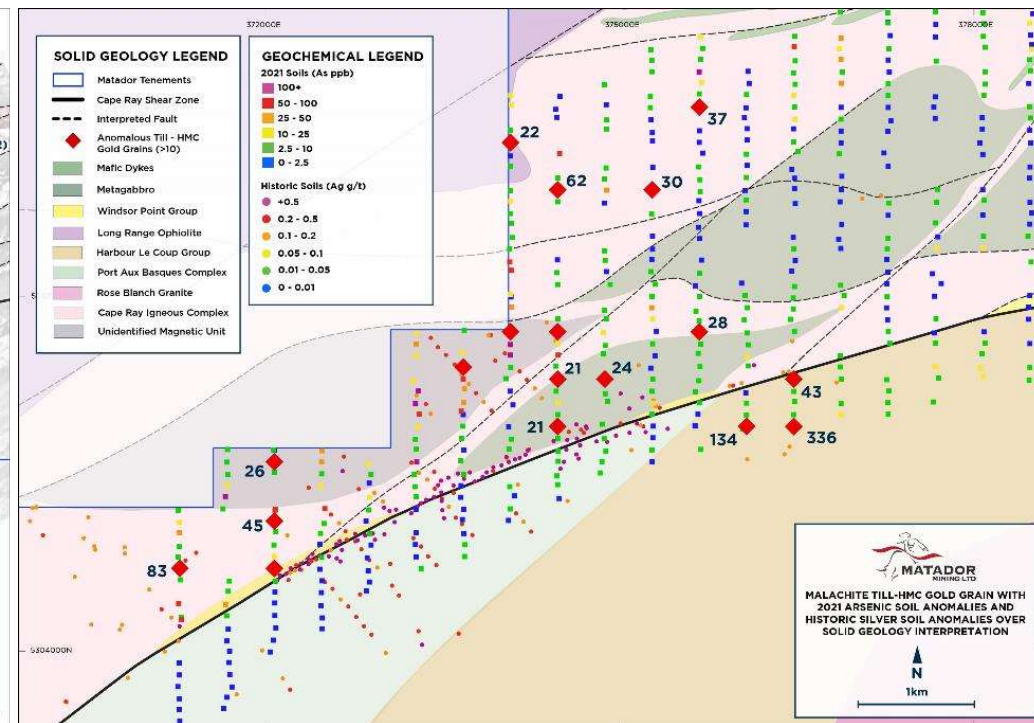 372000E
375000E
378000E
SOLID GEOLOGY LEGEND
Matador Tenements
Cape Ray Shear Zone
Interpreted Fault
Anomalous Till - HMC
Gold Grains (>10)
Mafic Dykes
Metagabbro
Windsor Point Group
Long Range Ophiolite
Harbour Le Coup Group
Port Aux Basques Complex
Rose Blanch Granite
Cape Ray Igneous Complex
Unidentified Magnetic Unit
GEOCHEMICAL LEGEND
2021 Soils (As ppb)
100+
50 - 100
25 - 50
10 - 25
2.5 - 10
0 - 2.5
Historic Soils (Ag g/t)
+0.5
0.2 - 0.5
0.1 - 0.2
0.05 - 0.1
0.01 - 0.05
0 - 0.01
22
37
62
30
28
21
24
43
21
134
336
26
45
83
5304000N
MATADOR
MINING LTD
MALACHITE TILL-HMC GOLD GRAIN WITH
2021 ARSENIC SOIL ANOMALIES AND
HISTORIC SILVER SOIL ANOMALIES OVER
SOLID GEOLOGY INTERPRETATION
N
1km